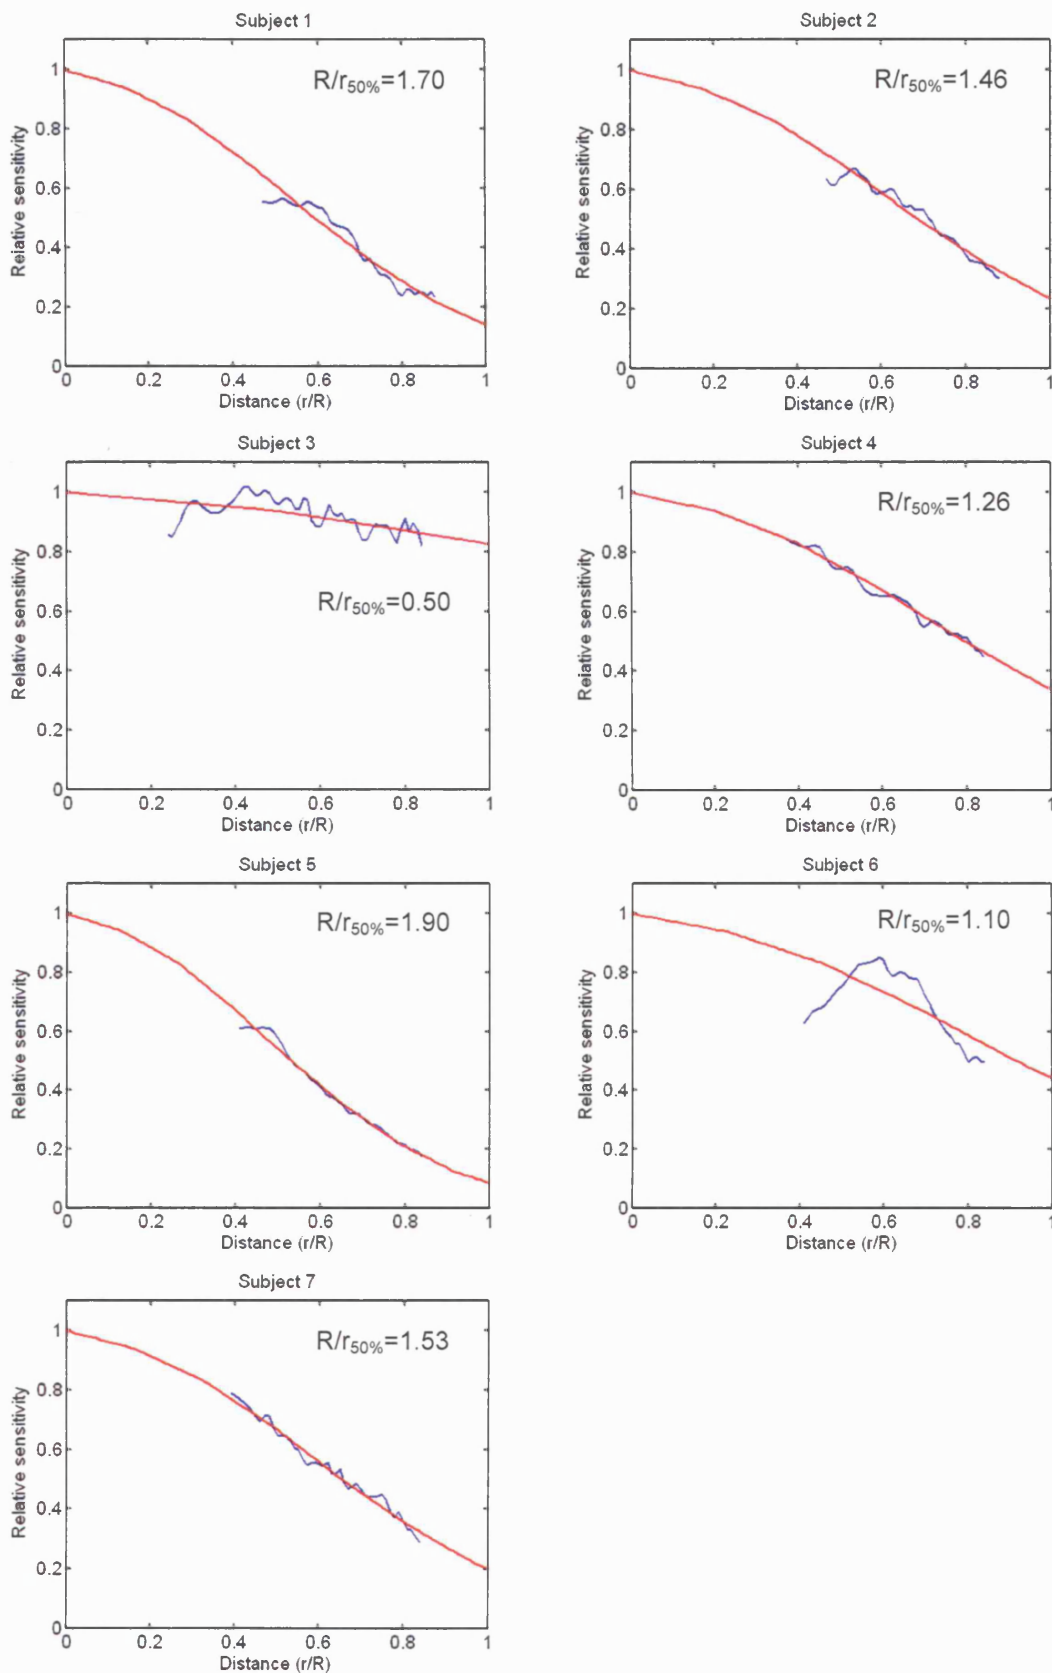 Subject 1
R/r50%=1.70
Relative sensitivity
1
0.8
0.6
0.4
0.2
0
0 0.2 0.4 0.6 0.8 1
Distance (r/R)
Subject 2
R/r50%=1.46
Relative sensitivity
1
0.8
0.6
0.4
0.2
0
0 0.2 0.4 0.6 0.8 1
Distance (r/R)
Subject 3
R/r50%=0.50
Relative sensitivity
1
0.8
0.6
0.4
0.2
0
0 0.2 0.4 0.6 0.8 1
Distance (r/R)
Subject 4
R/r50%=1.26
Relative sensitivity
1
0.8
0.6
0.4
0.2
0
0 0.2 0.4 0.6 0.8 1
Distance (r/R)
Subject 5
R/r50%=1.90
Relative sensitivity
1
0.8
0.6
0.4
0.2
0
0 0.2 0.4 0.6 0.8 1
Distance (r/R)
Subject 6
R/r50%=1.10
Relative sensitivity
1
0.8
0.6
0.4
0.2
0
0 0.2 0.4 0.6 0.8 1
Distance (r/R)
Subject 7
R/r50%=1.53
Relative sensitivity
1
0.8
0.6
0.4
0.2
0
0 0.2 0.4 0.6 0.8 1
Distance (r/R)